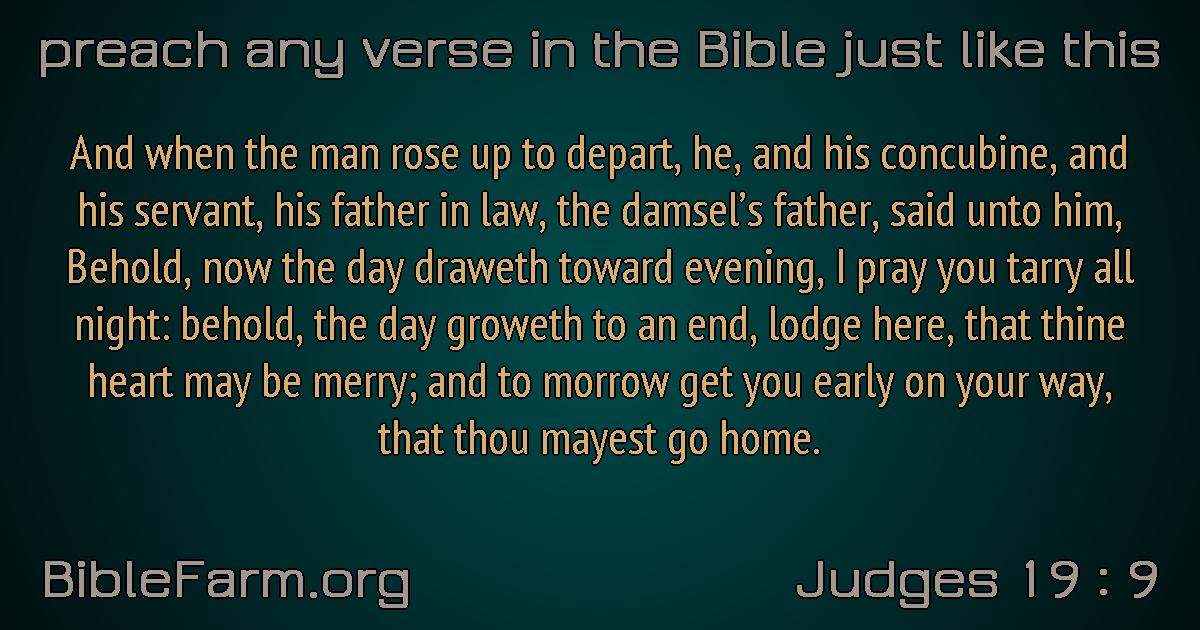 preach any verse in the Bible just like this
And when the man rose up to depart, he, and his concubine, and
his servant, his father in law, the damsel’s father, said unto him,
Behold, now the day draweth toward evening, I pray you tarry all
night: behold, the day groweth to an end, lodge here, that thine
heart may be merry; and to morrow get you early on your way,
that thou mayest go home.
BibleFarm.org
Judges 19 : 9